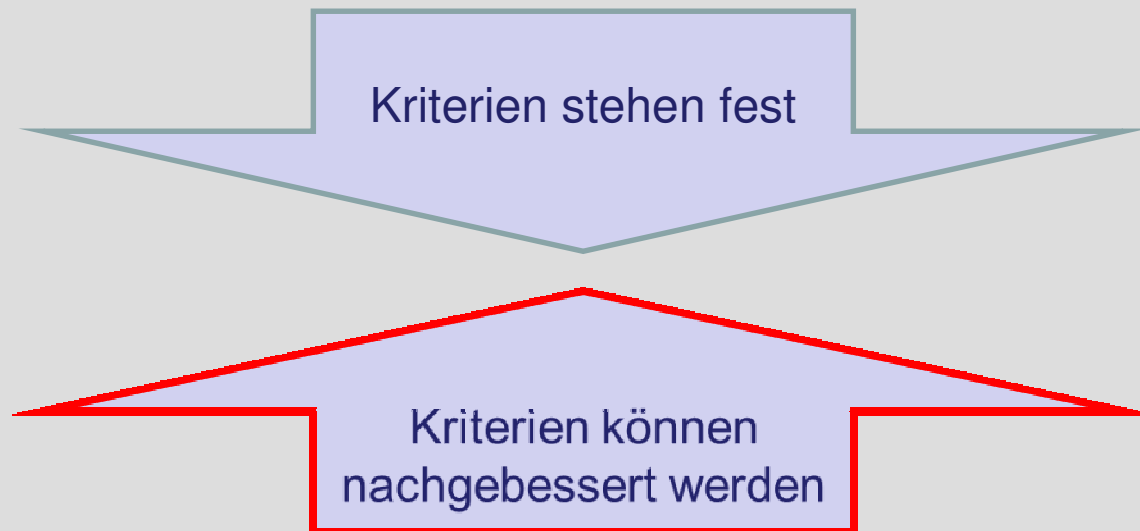 Kriterien stehen fest
Kriterien können
nachgebessert werden